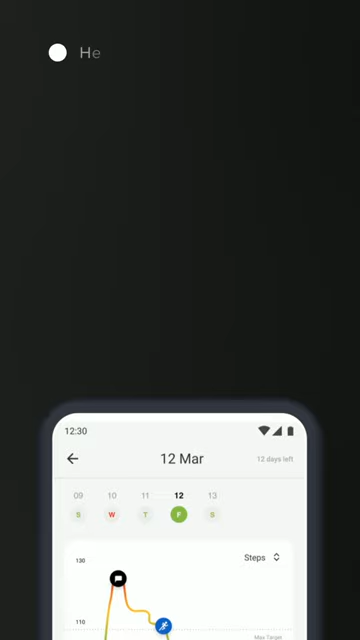 He
12:30
12 Mar
12 days left
09 10 11 12 13
S W T F S
Steps
130
110
Max Target